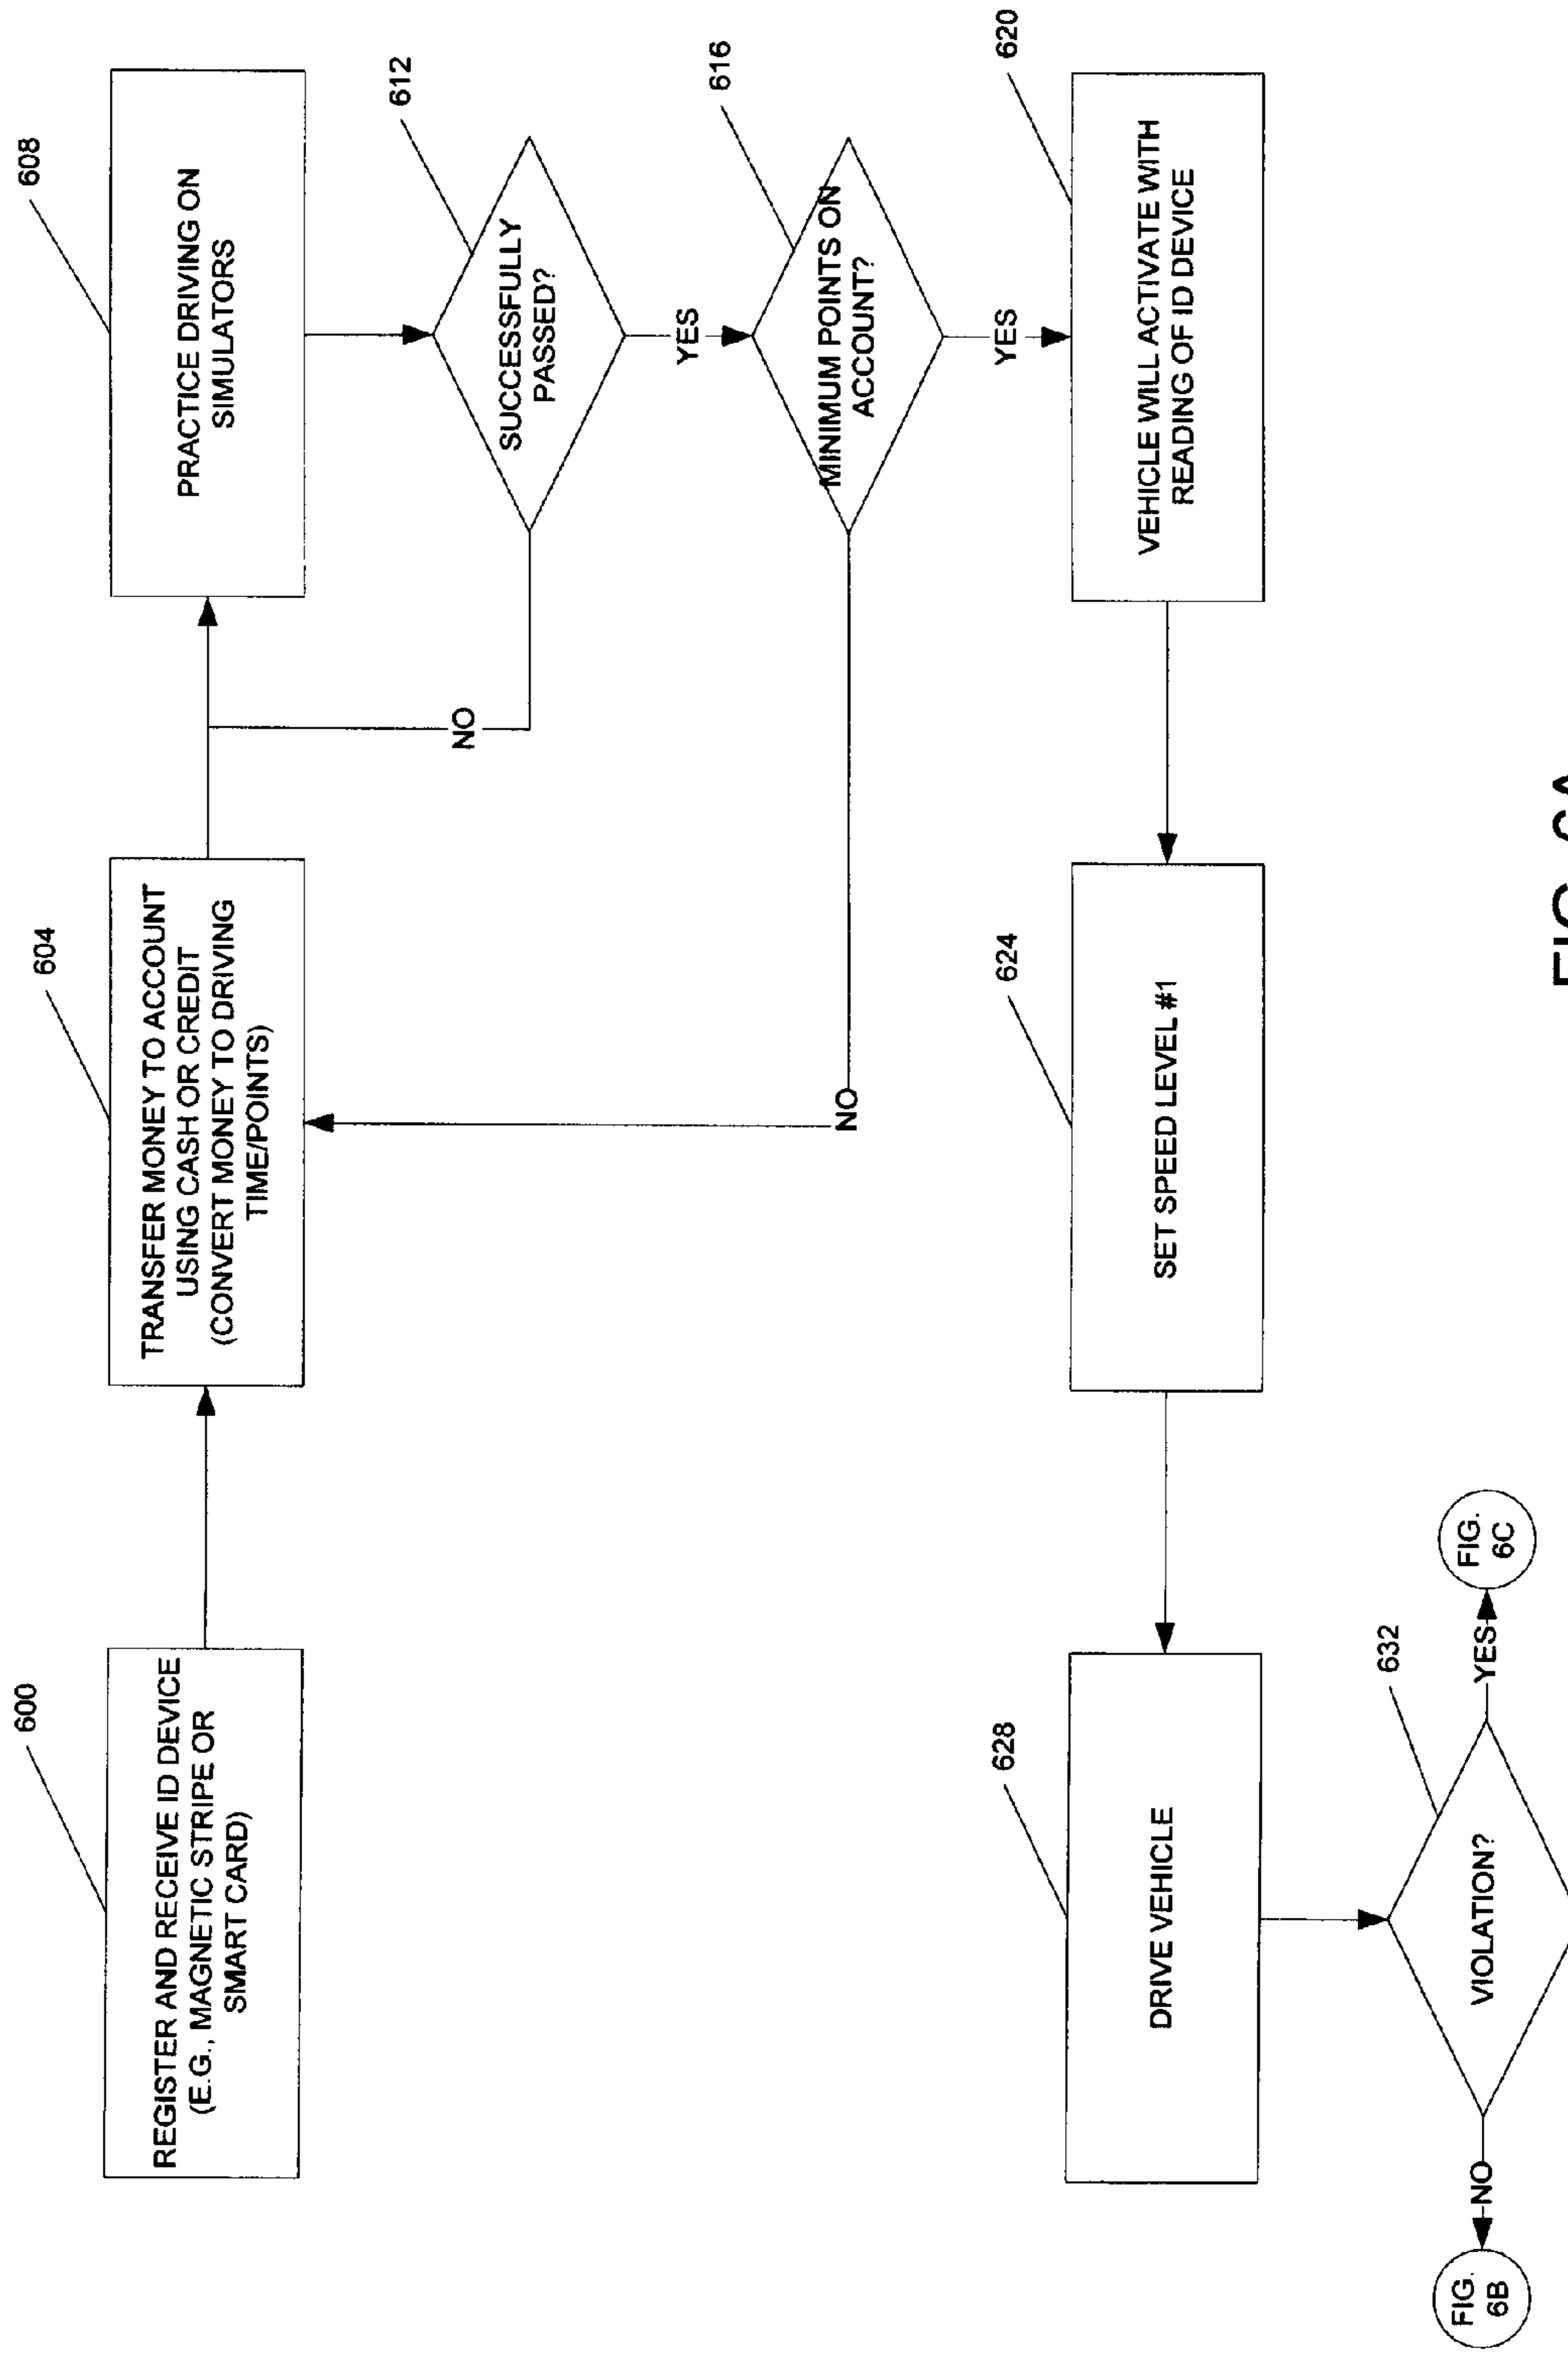 600
REGISTER AND RECEIVE ID DEVICE
(E.G., MAGNETIC STRIPE OR
SMART CARD)
604
TRANSFER MONEY TO ACCOUNT
USING CASH OR CREDIT
(CONVERT MONEY TO DRIVING
TIME/POINTS)
608
PRACTICE DRIVING ON
SIMULATORS
NO
612
SUCCESSFULLY
PASSED?
YES
NO
616
MINIMUM POINTS ON
ACCOUNT?
YES
628
DRIVE VEHICLE
624
SET SPEED LEVEL #1
620
VEHICLE WILL ACTIVATE WITH
READING OF ID DEVICE
632
VIOLATION?
NO
FIG.
6B
YES
FIG.
6C